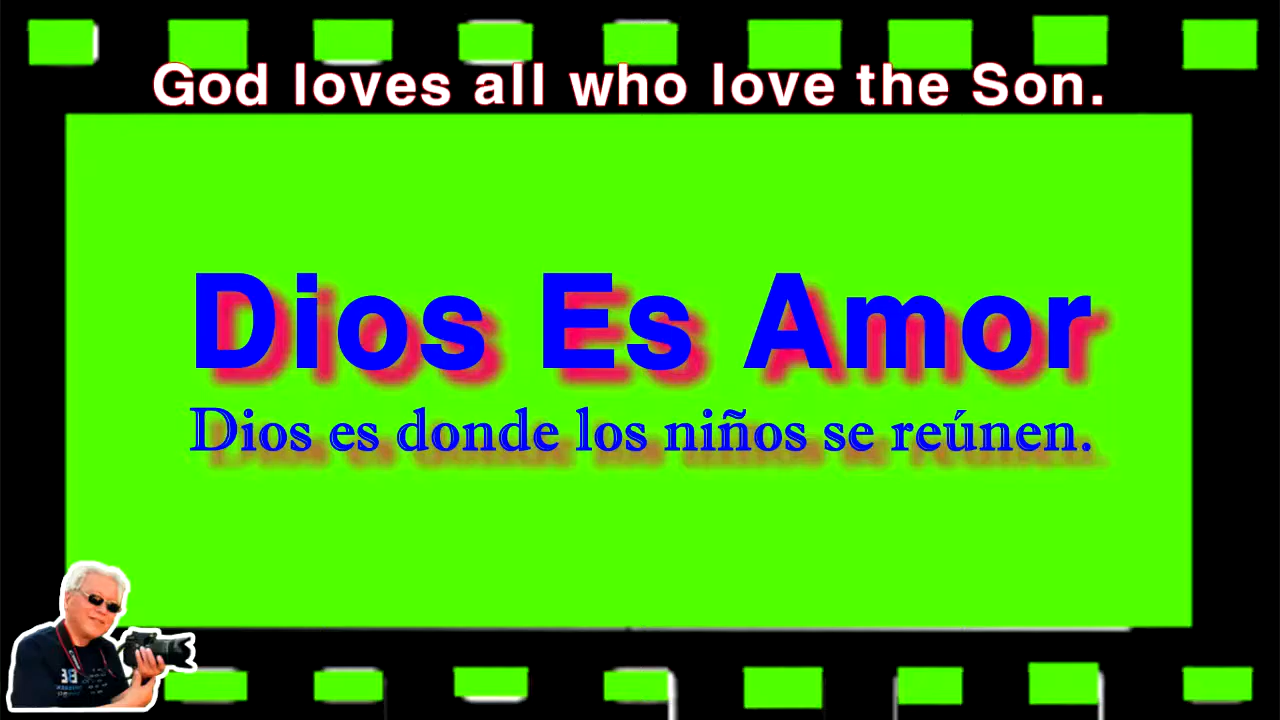 God loves all who love the Son.
Dios Es Amor
Dios es donde los niños se reúnen.